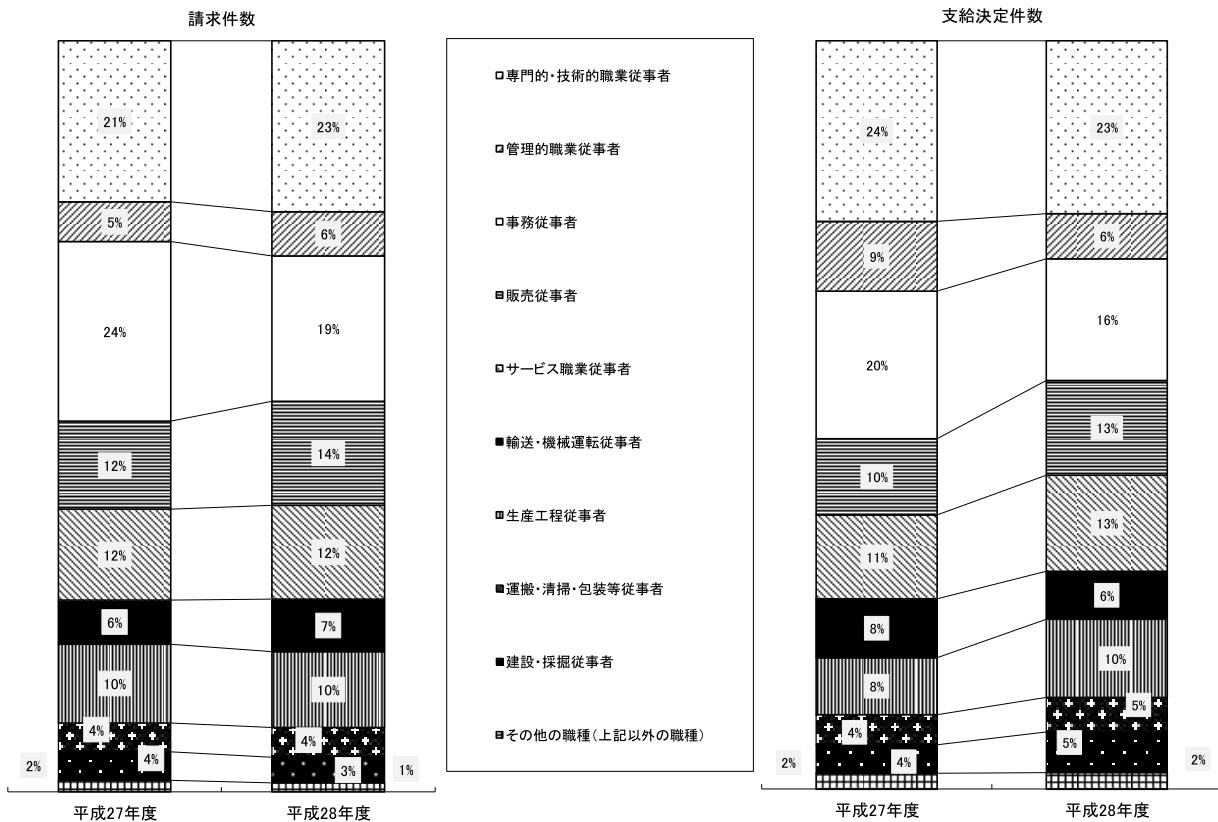 請求件数
21%
23%
5%
6%
24%
19%
12%
14%
12%
12%
6%
7%
10%
10%
4%
4%
4%
3%
2%
1%
平成27年度
平成28年度
専門的・技術的職業従事者
管理的職業従事者
事務従事者
販売従事者
サービス職業従事者
輸送・機械運転従事者
生産工程従事者
運搬・清掃・包装等従事者
建設・採掘従事者
その他の職種(上記以外の職種)
支給決定件数
24%
23%
9%
6%
20%
16%
10%
13%
11%
13%
8%
6%
8%
10%
4%
5%
4%
5%
2%
2%
平成27年度
平成28年度